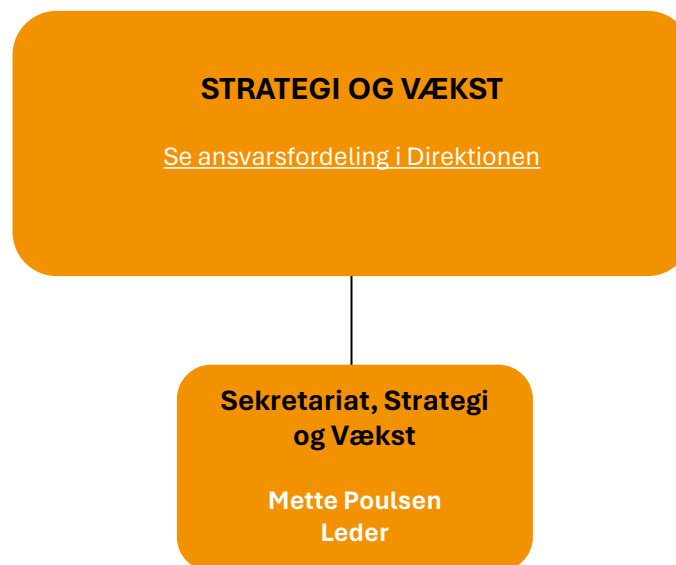 STRATEGI OG VÆKST
Se ansvarsfordeling i Direktionen
Sekretariat, Strategi
og Vækst
Mette Poulsen
Leder